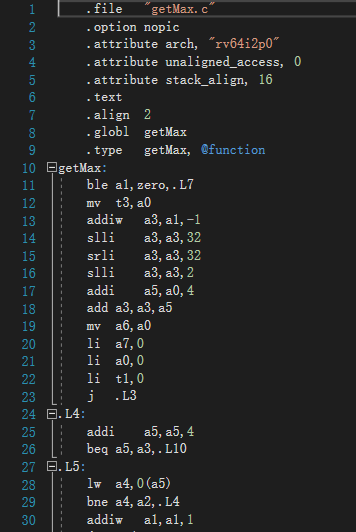 1 .file "getMax.c"
2 .option nopic
3 .attribute arch, "rv64i2p0"
4 .attribute unaligned_access, 0
5 .attribute stack_align, 16
6 .text
7 .align 2
8 .globl getMax
9 .type getMax, @function
10 getMax:
11 ble a1,zero,.L7
12 mv t3,a0
13 addiw a3,a1,-1
14 slli a3,a3,32
15 srli a3,a3,32
16 slli a3,a3,2
17 addi a5,a0,4
18 add a3,a3,a5
19 mv a6,a0
20 li a7,0
21 li a0,0
22 li t1,0
23 j .L3
24 .L4:
25 addi a5,a5,4
26 beq a5,a3,.L10
27 .L5:
28 lw a4,0(a5)
29 bne a4,a2,.L4
30 addiw a1,a1,1